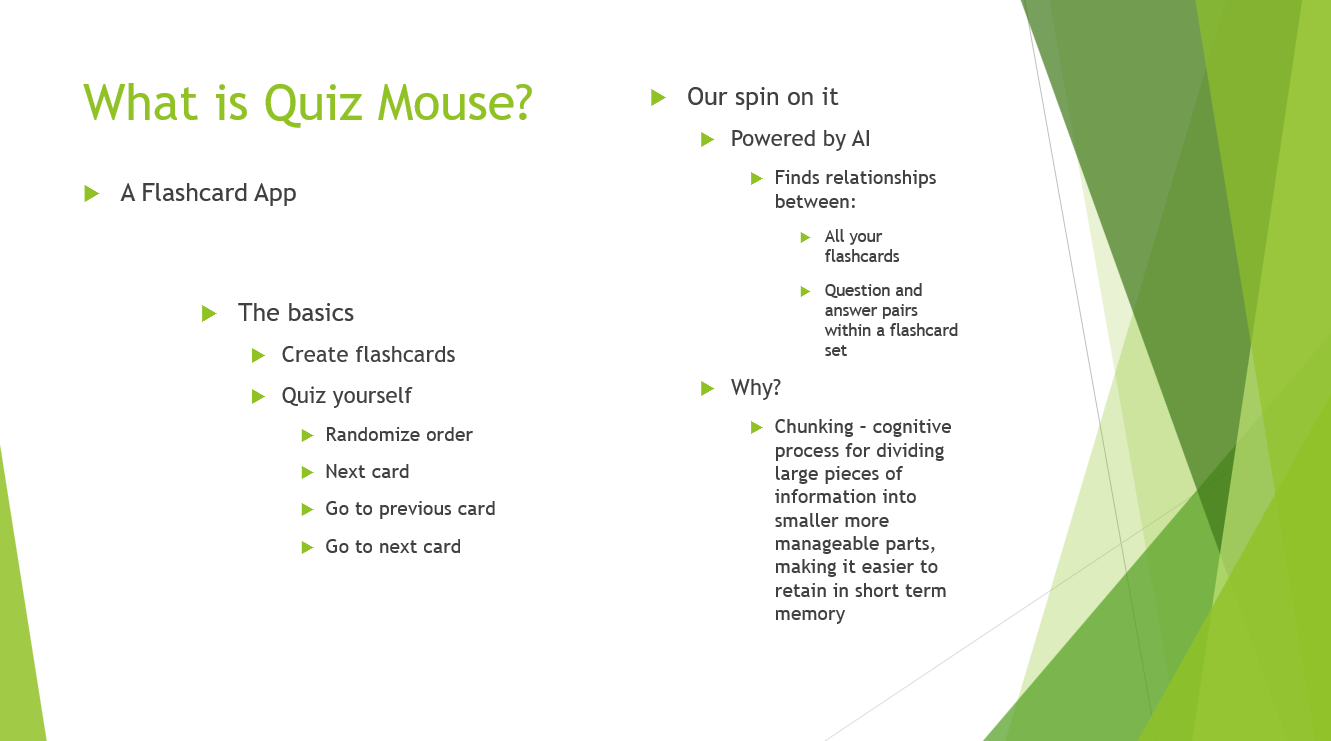 What is Quiz Mouse?
A Flashcard App
The basics
Create flashcards
Quiz yourself
Randomize order
Next card
Go to previous card
Go to next card
Our spin on it
Powered by AI
Finds relationships
between:
All your
flashcards
Question and
answer pairs
within a flashcard
set
Why?
Chunking – cognitive
process for dividing
large pieces of
information into
smaller more
manageable parts,
making it easier to
retain in short term
memory